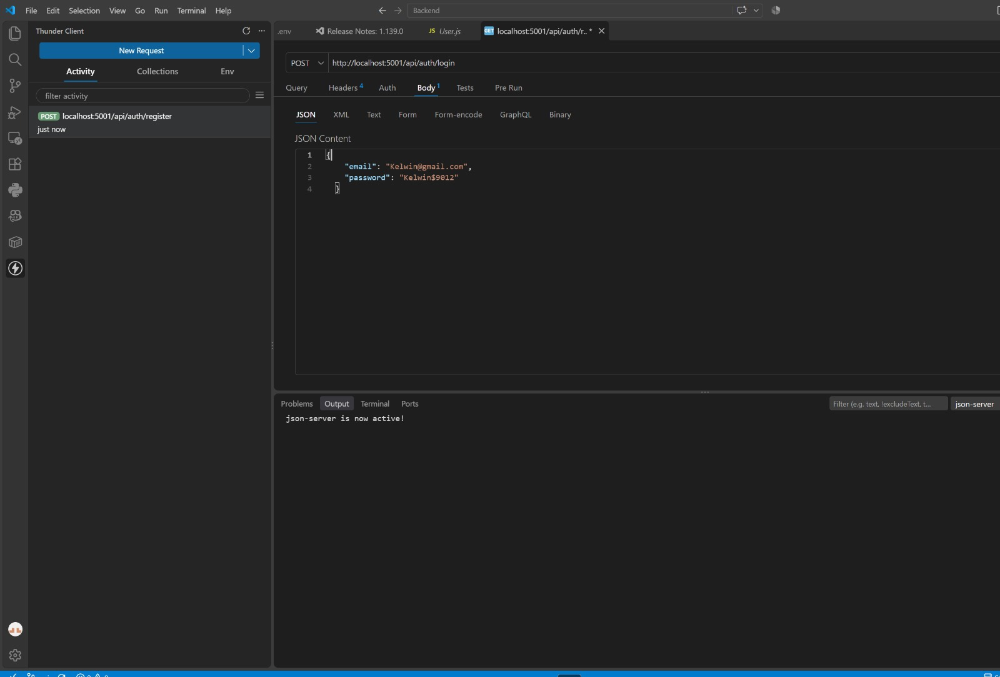 File Edit Selection View Go Run Terminal Help
Backend
Thunder Client
New Request
Activity Collections Env
filter activity
POST localhost:5001/api/auth/register
just now
.env
Release Notes: 1.139.0
JS User.js
GET localhost:5001/api/auth/r.. *
POST http://localhost:5001/api/auth/login
Query Headers 4 Auth Body 1 Tests Pre Run
JSON XML Text Form Form-encode GraphQL Binary
JSON Content
1 {
2 "email": "Kelwin@gmail.com",
3 "password": "Kelwin$9012"
4 }
Problems Output Terminal Ports
Filter (e.g. text, !excludeText, t...
json-server
json-server is now active!